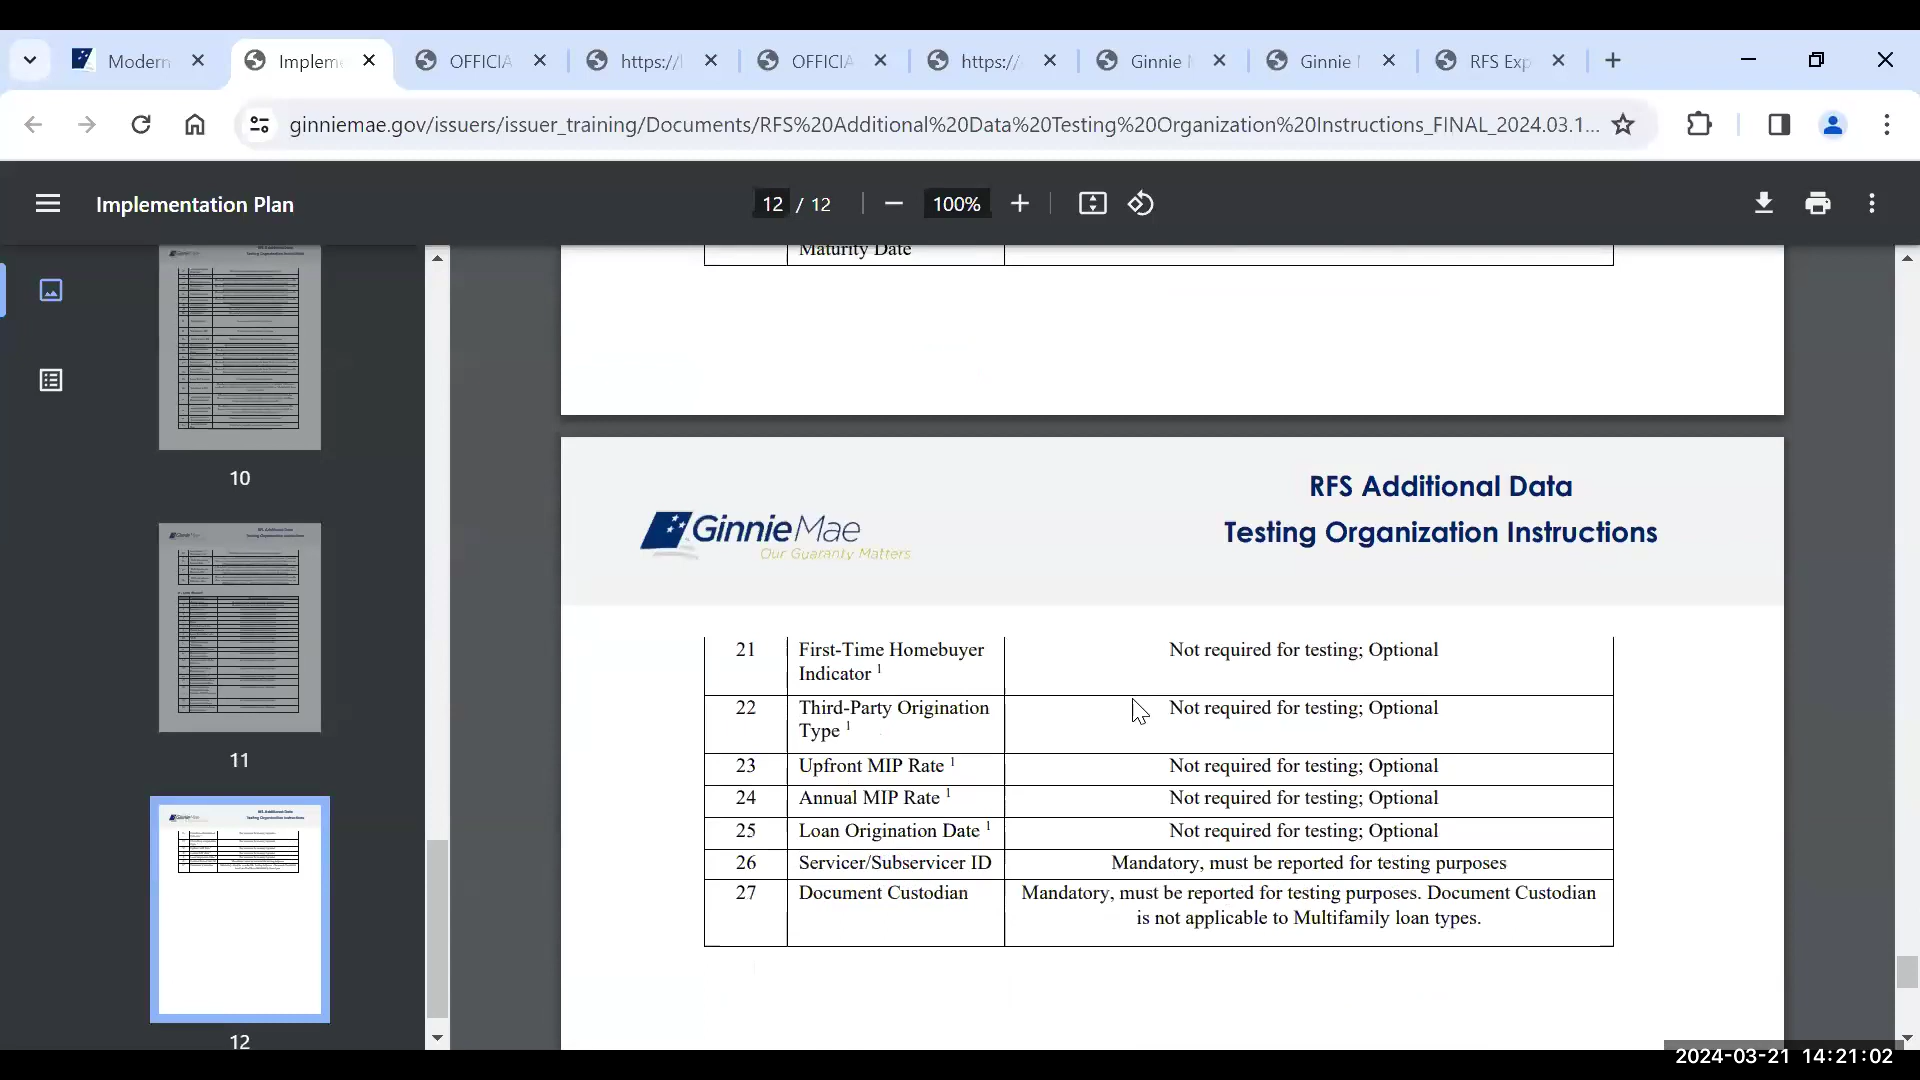 Modern
Impleme
OFFICIA
https://l
OFFICIA
https://
Ginnie
Ginnie
RFS Exp
ginniemae.gov/issuers/issuer_training/Documents/RFS%20Additional%20Data%20Testing%20Organization%20Instructions_FINAL_2024.03.1...
Implementation Plan
12 / 12
100%
Maturity Date
10
11
12
GinnieMae
Our Guaranty Matters.
RFS Additional Data
Testing Organization Instructions
21 First-Time Homebuyer Not required for testing; Optional
Indicator 1
22 Third-Party Origination Not required for testing; Optional
Type 1
23 Upfront MIP Rate 1 Not required for testing; Optional
24 Annual MIP Rate 1 Not required for testing; Optional
25 Loan Origination Date 1 Not required for testing; Optional
26 Servicer/Subservicer ID Mandatory, must be reported for testing purposes
27 Document Custodian Mandatory, must be reported for testing purposes. Document Custodian
is not applicable to Multifamily loan types.
2024-03-21 14:21:02